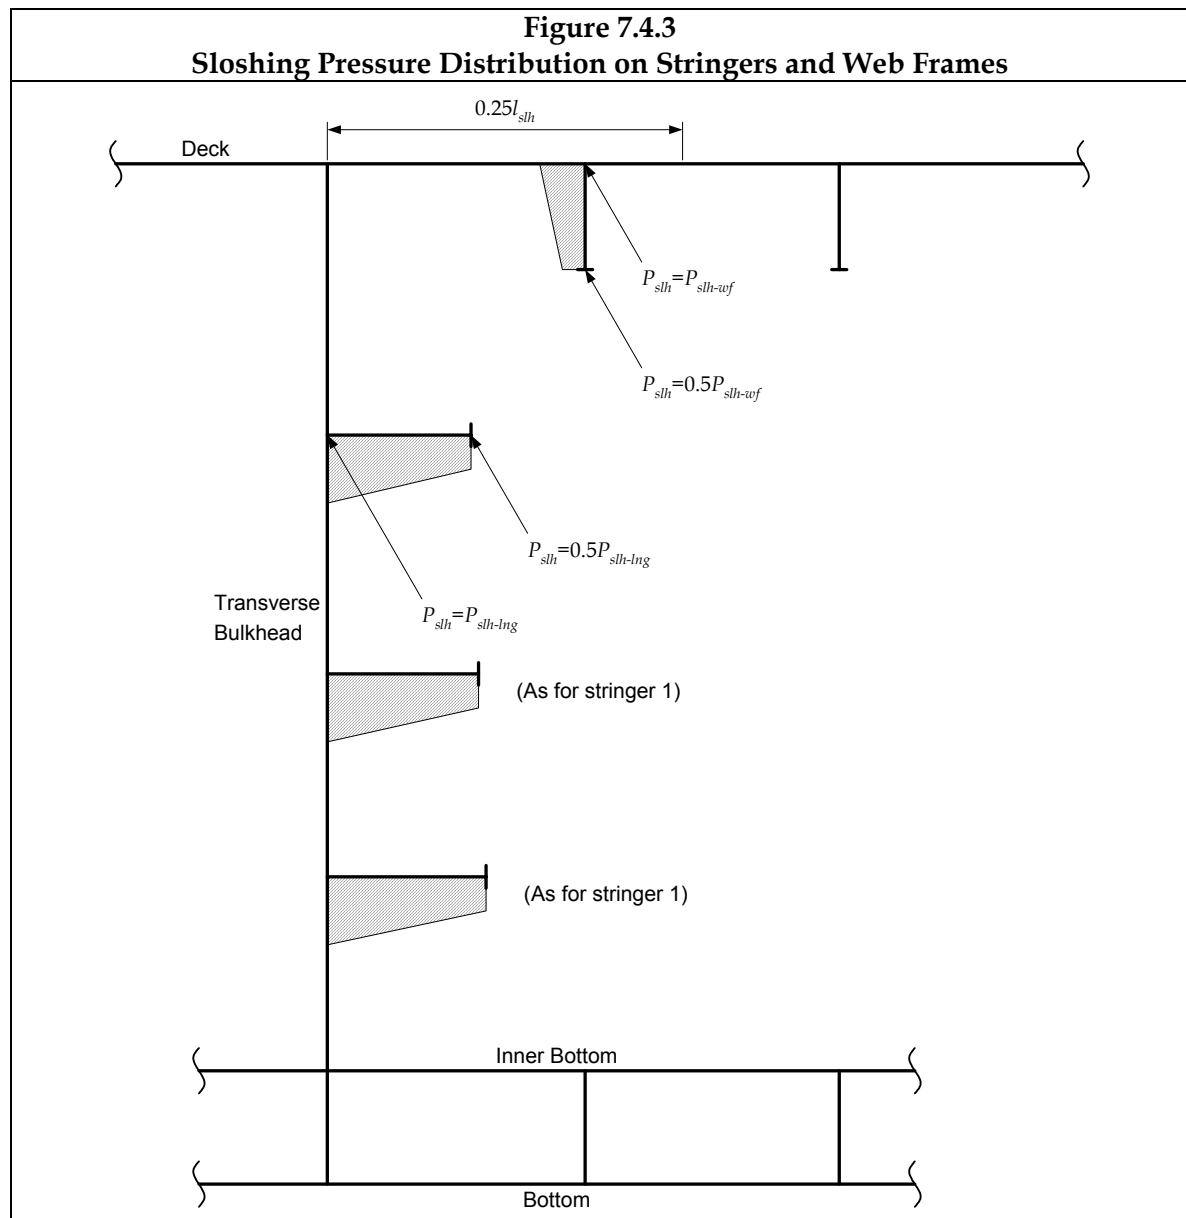 Figure 7.4.3
Sloshing Pressure Distribution on Stringers and Web Frames
0.25l_slh
Deck
P_slh=P_slh-wf
P_slh=0.5P_slh-wf
P_slh=0.5P_slh-lng
Transverse
Bulkhead
P_slh=P_slh-lng
(As for stringer 1)
(As for stringer 1)
Inner Bottom
Bottom